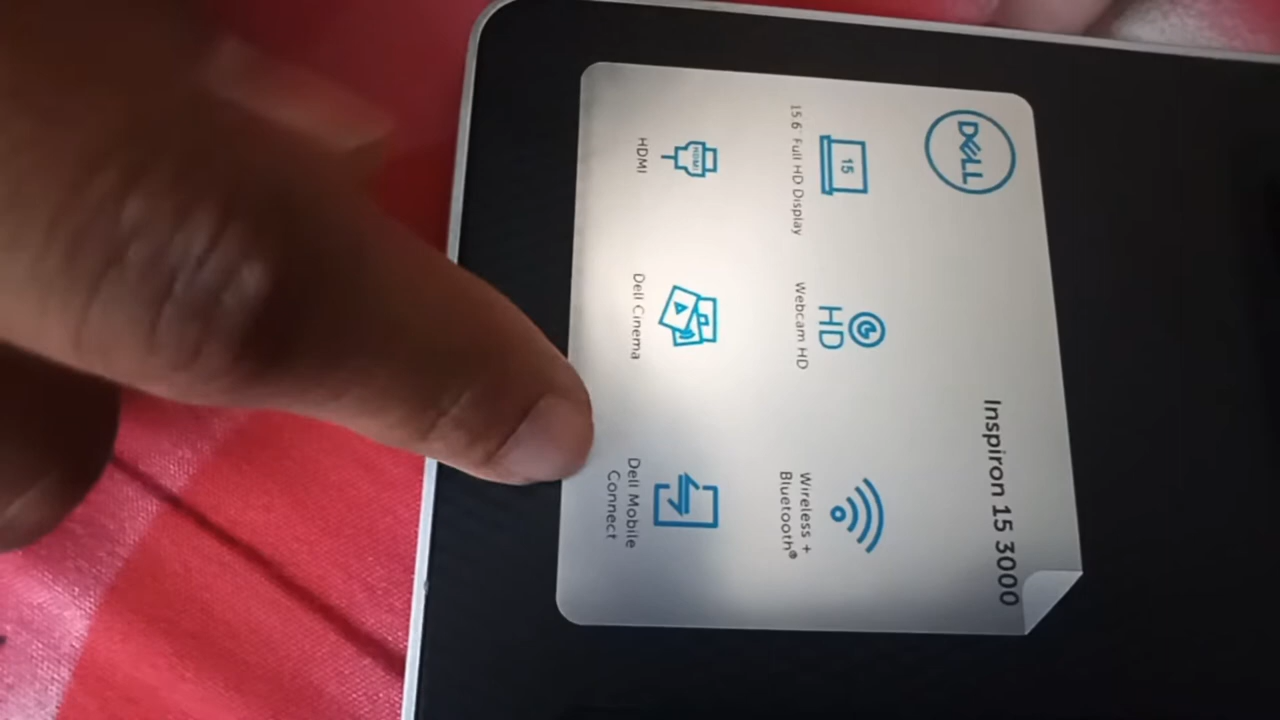 DELL
Inspiron 15 3000
15
15.6" Full HD Display
HD
Webcam HD
Wireless +
Bluetooth®
HDMI
HDMI
Dell Cinema
Dell Mobile
Connect